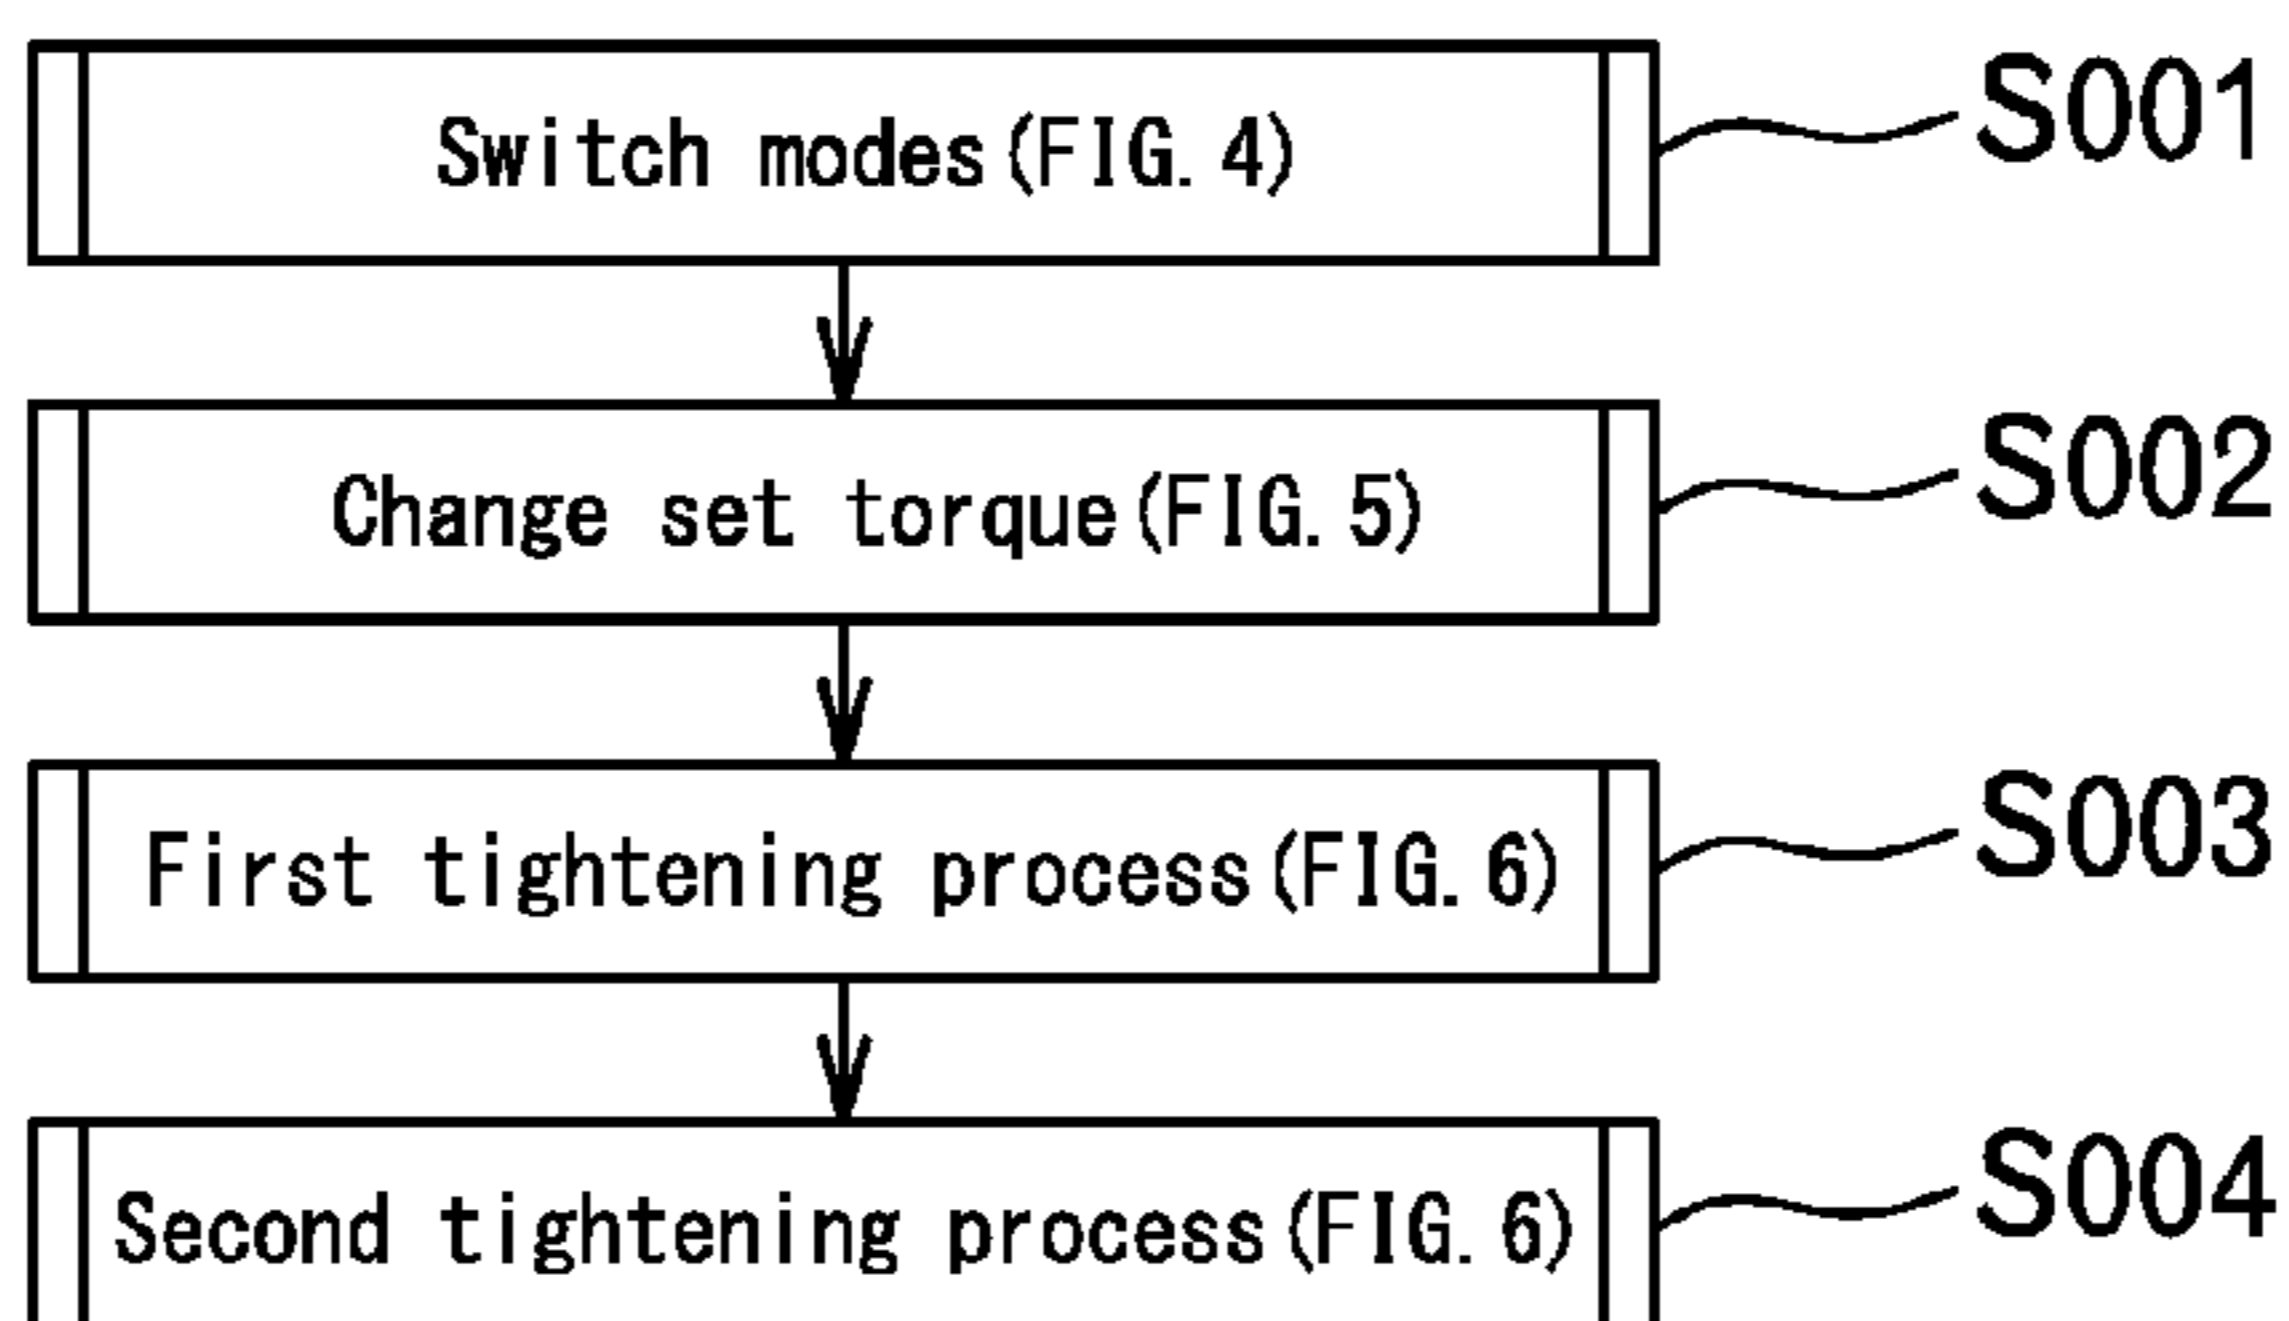 Switch modes(FIG. 4) S001
Change set torque(FIG. 5) S002
First tightening process(FIG. 6) S003
Second tightening process(FIG. 6) S004